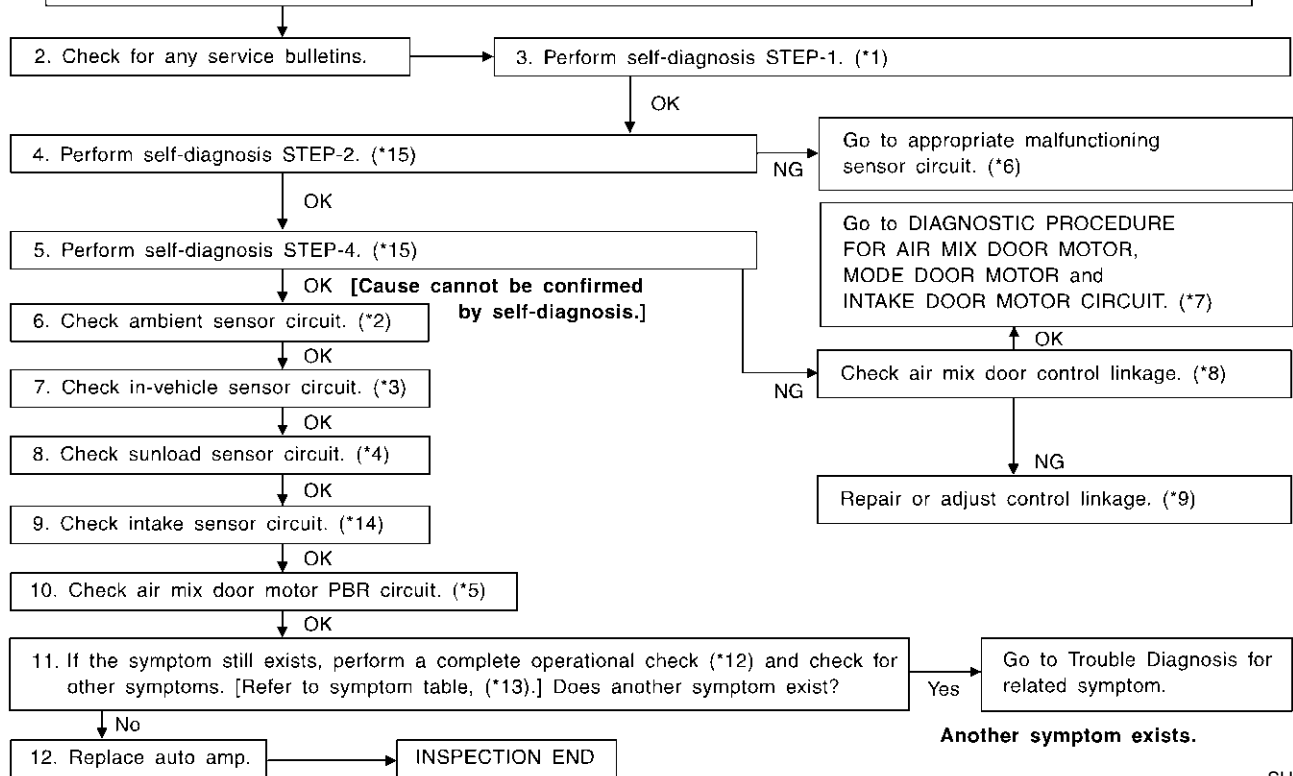 2. Check for any service bulletins.
3. Perform self-diagnosis STEP-1. (*1)
OK
4. Perform self-diagnosis STEP-2. (*15)
NG
Go to appropriate malfunctioning
sensor circuit. (*6)
OK
5. Perform self-diagnosis STEP-4. (*15)
Go to DIAGNOSTIC PROCEDURE
FOR AIR MIX DOOR MOTOR,
MODE DOOR MOTOR and
INTAKE DOOR MOTOR CIRCUIT. (*7)
OK [Cause cannot be confirmed
by self-diagnosis.]
6. Check ambient sensor circuit. (*2)
OK
OK
7. Check in-vehicle sensor circuit. (*3)
NG
Check air mix door control linkage. (*8)
OK
8. Check sunload sensor circuit. (*4)
NG
OK
Repair or adjust control linkage. (*9)
9. Check intake sensor circuit. (*14)
OK
10. Check air mix door motor PBR circuit. (*5)
OK
11. If the symptom still exists, perform a complete operational check (*12) and check for
other symptoms. [Refer to symptom table, (*13).] Does another symptom exist?
Yes
Go to Trouble Diagnosis for
related symptom.
No
Another symptom exists.
12. Replace auto amp.
INSPECTION END